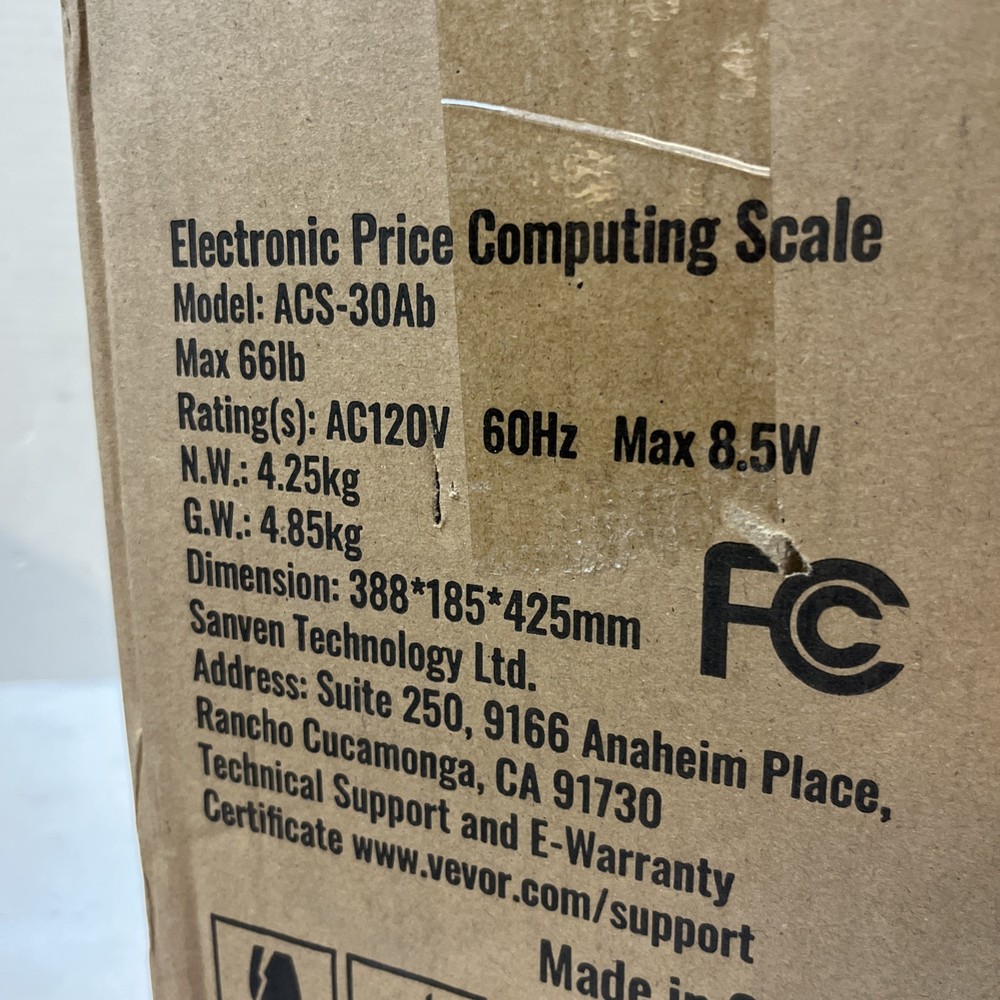 Electronic Price Computing Scale
Model: ACS-30Ab
Max 66lb
Rating(s): AC120V 60Hz Max 8.5W
N.W.: 4.25kg
G.W.: 4.85kg
Dimension: 388*185*425mm
FC
Sanven Technology Ltd.
Address: Suite 250, 9166 Anaheim Place,
Rancho Cucamonga, CA 91730
Technical Support and E-Warranty
Certificate www.vevor.com/support
Made in